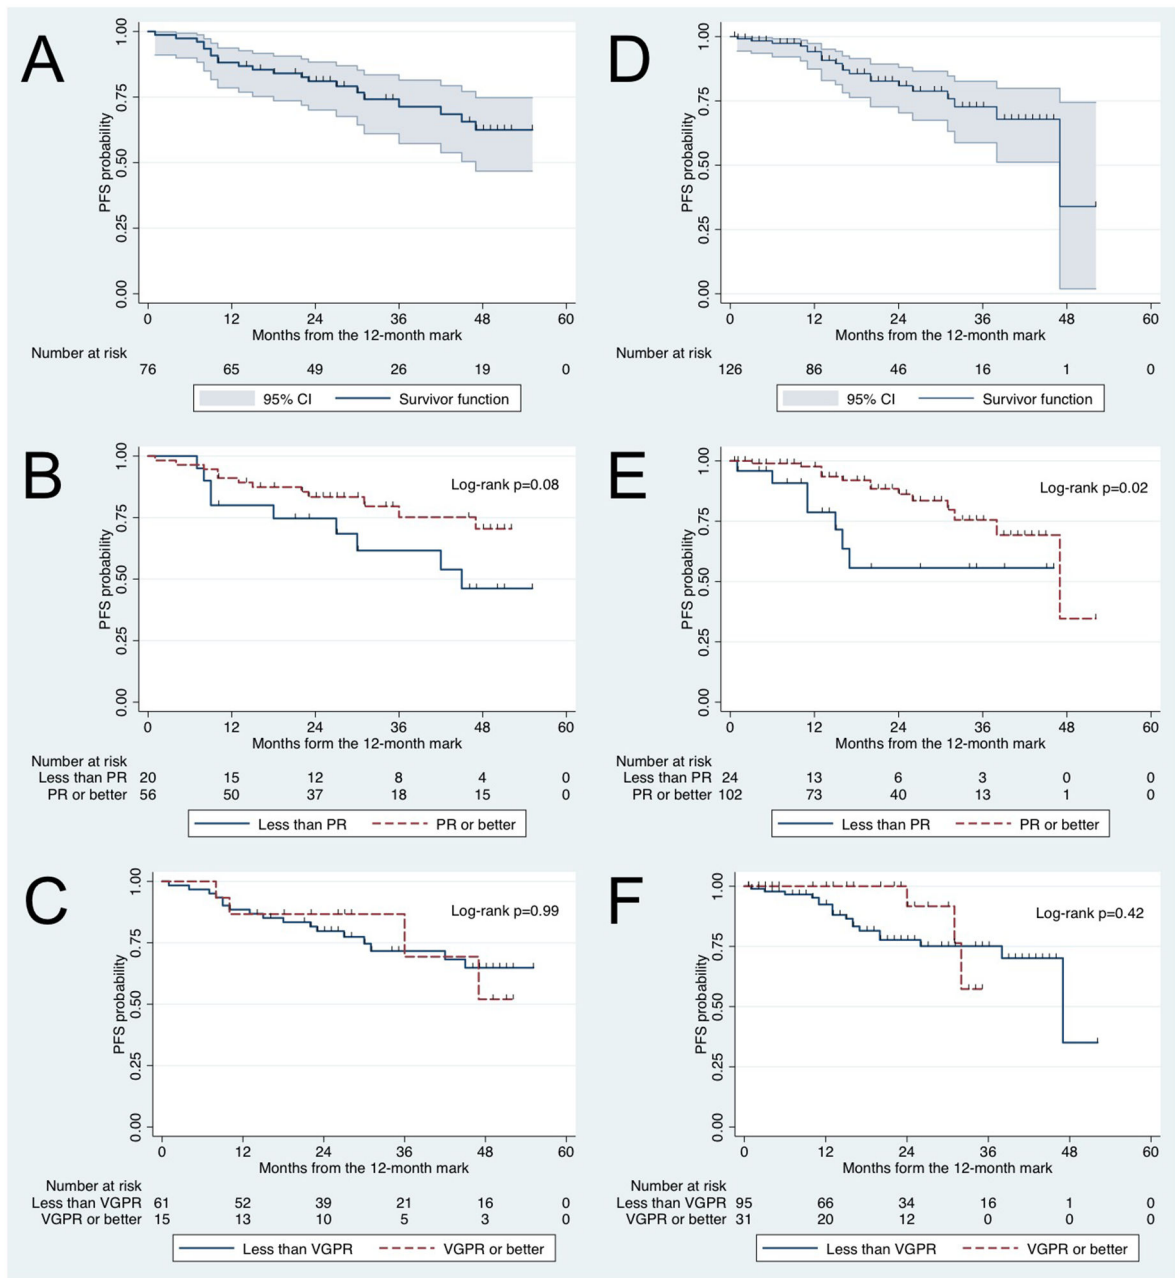 A
PFS probability
1.00
0.75
0.50
0.25
0.00
0 12 24 36 48 60
Months from the 12-month mark
Number at risk
76 65 49 26 19 0
95% CI Survivor function
D
PFS probability
1.00
0.75
0.50
0.25
0.00
0 12 24 36 48 60
Months from the 12-month mark
Number at risk
126 86 46 16 1 0
95% CI Survivor function
B
Log-rank p=0.08
PFS probability
1.00
0.75
0.50
0.25
0.00
0 12 24 36 48 60
Months form the 12-month mark
Number at risk
Less than PR 20 15 12 8 4 0
PR or better 56 50 37 18 15 0
Less than PR PR or better
E
Log-rank p=0.02
PFS probability
1.00
0.75
0.50
0.25
0.00
0 12 24 36 48 60
Months from the 12-month mark
Number at risk
Less than PR 24 13 6 3 0 0
PR or better 102 73 40 13 1 0
Less than PR PR or better
C
Log-rank p=0.99
PFS probability
1.00
0.75
0.50
0.25
0.00
0 12 24 36 48 60
Months from the 12-month mark
Number at risk
Less than VGPR 61 52 39 21 16 0
VGPR or better 15 13 10 5 3 0
Less than VGPR VGPR or better
F
Log-rank p=0.42
PFS probability
1.00
0.75
0.50
0.25
0.00
0 12 24 36 48 60
Months form the 12-month mark
Number at risk
Less than VGPR 95 66 34 16 1 0
VGPR or better 31 20 12 0 0 0
Less than VGPR VGPR or better